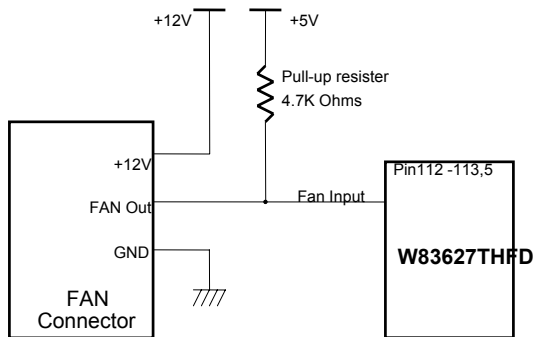 +12V
+5V
Pull-up resister
4.7K Ohms
+12V
FAN Out
GND
FAN
Connector
Fan Input
Pin112 -113,5
W83627THFD